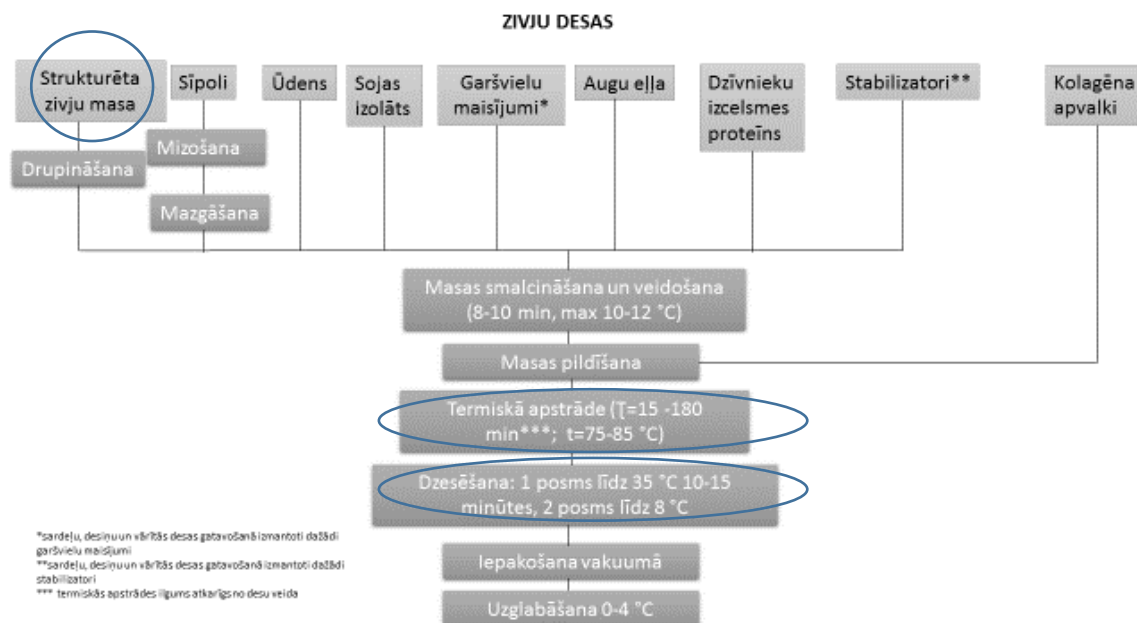 ZIVJU DESAS
Strukturēta
zivju masa
Sīpoli
Ūdens
Sojas
izolāts
Garšvielu
maisījumi*
Augu eļļa
Dzīvnieku
izcelsmes
proteīns
Stabilizatori**
Kolagēna
apvalki
Drupināšana
Mizošana
Mazgāšana
Masas smalcināšana un veidošana
(8-10 min, max 10-12 °C)
Masas pildīšana
Termiskā apstrāde (Ʈ=15 -180
min***; t=75-85 °C)
Dzesēšana: 1 posms līdz 35 °C 10-15
minūtes, 2 posms līdz 8 °C
Iepakošana vakuumā
Uzglabāšana 0-4 °C
*sardeļu, desiņu un vārītās desas gatavošanā izmantoti dažādi
garšvielu maisījumi
**sardeļu, desiņu un vārītās desas gatavošanā izmantoti dažādi
stabilizatori
*** termiskās apstrādes ilgums atkarīgs no desu veida